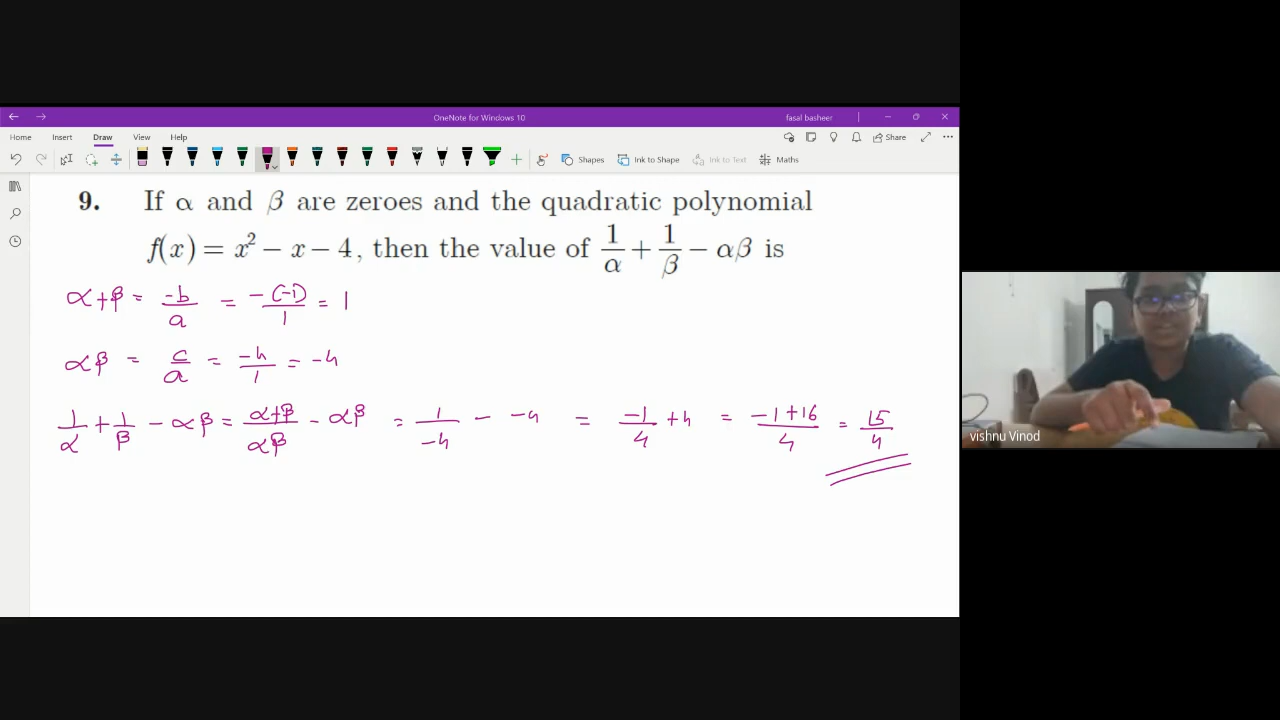 OneNote for Windows 10
fasal basheer
Home Insert Draw View Help
Share
Shapes Ink to Shape Ink to Text Maths
9. If α and β are zeroes and the quadratic polynomial
f(x) = x² − x − 4, then the value of 1/α + 1/β − αβ is
α+β = -b/a = -(-1)/1 = 1
αβ = c/a = -4/1 = -4
1/α + 1/β - αβ = α+β/αβ - αβ = 1/-4 - -4 = -1/4 + 4 = -1+16/4 = 15/4
vishnu Vinod